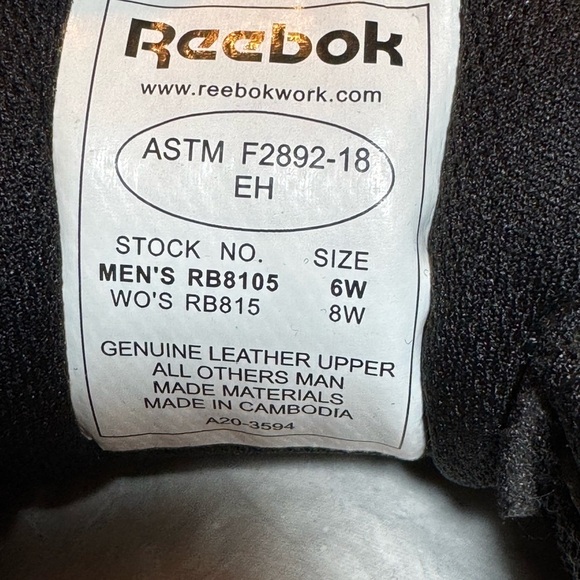 Reebok
www.reebokwork.com
ASTM F2892-18
EH
STOCK NO. SIZE
MEN'S RB8105 6W
WO'S RB815 8W
GENUINE LEATHER UPPER
ALL OTHERS MAN
MADE MATERIALS
MADE IN CAMBODIA
A20-3594